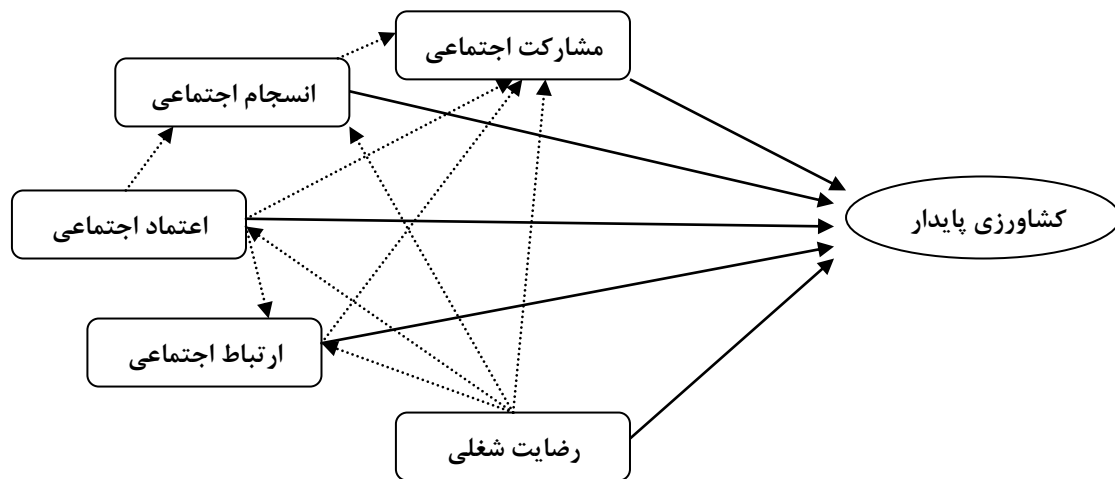 مشارکت اجتماعی
انسجام اجتماعی
اعتماد اجتماعی
کشاورزی پایدار
ارتباط اجتماعی
رضایت شغلی